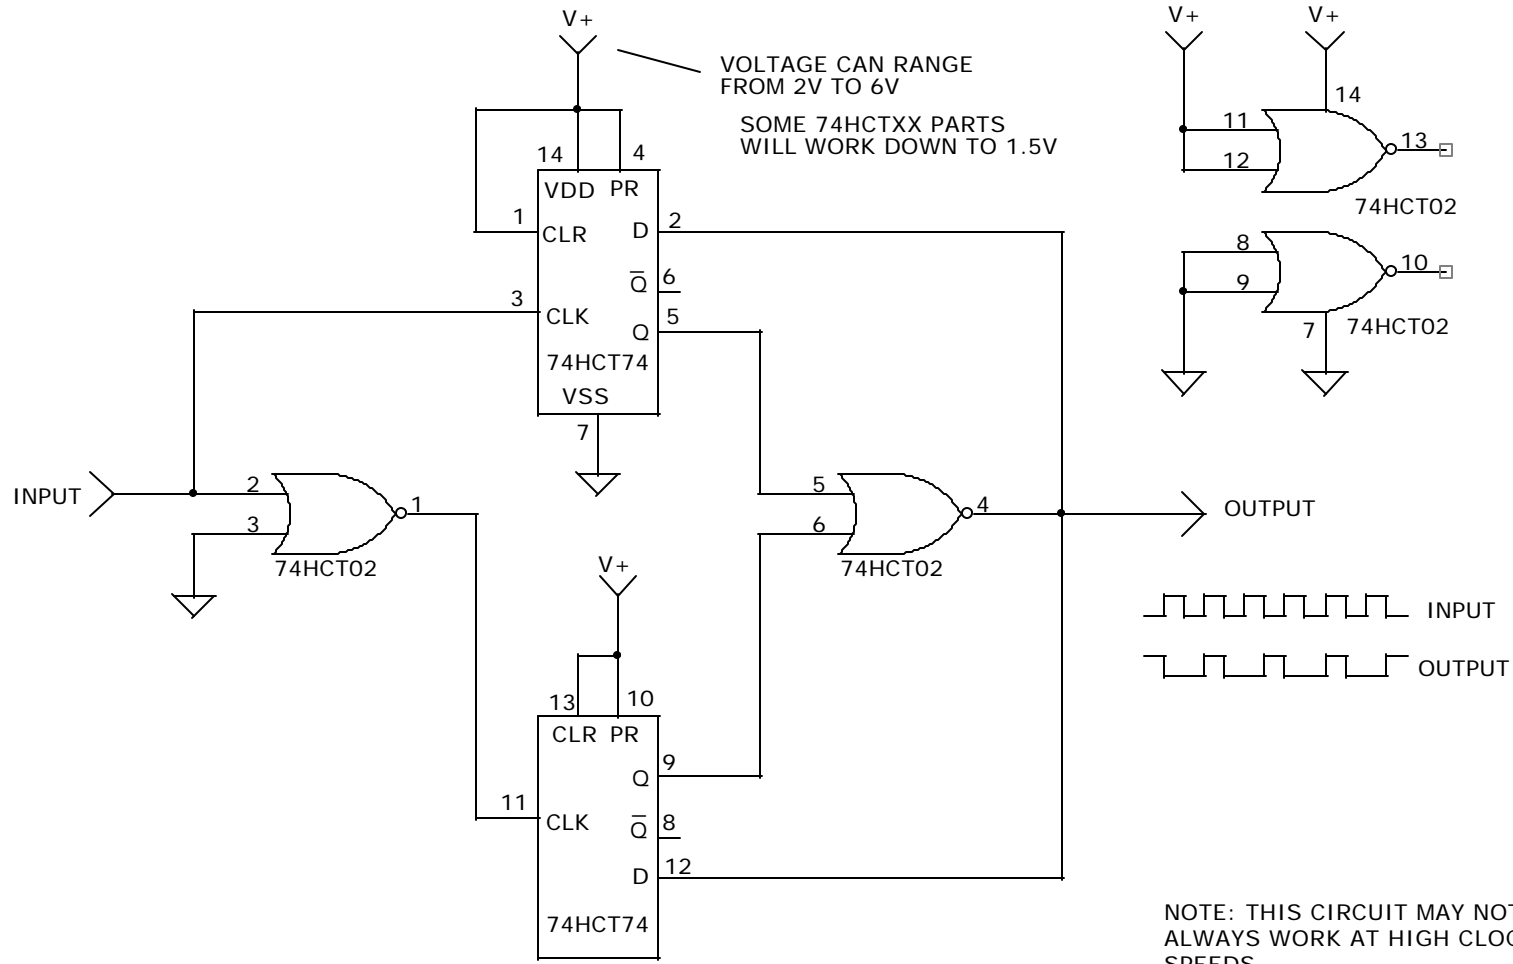 V+
VOLTAGE CAN RANGE
FROM 2V TO 6V
SOME 74HCTXX PARTS
WILL WORK DOWN TO 1.5V
14
4
VDD PR
1
CLR
D
2
Q
6
3
CLK
Q
5
74HCT74
VSS
7
V+
V+
14
11
12
13
74HCT02
8
9
10
7
74HCT02
INPUT
2
3
1
74HCT02
5
6
4
74HCT02
OUTPUT
V+
INPUT
OUTPUT
13
10
CLR PR
Q
9
11
CLK
Q
8
D
12
74HCT74
NOTE: THIS CIRCUIT MAY NOT
ALWAYS WORK AT HIGH CLOC
SPEEDS